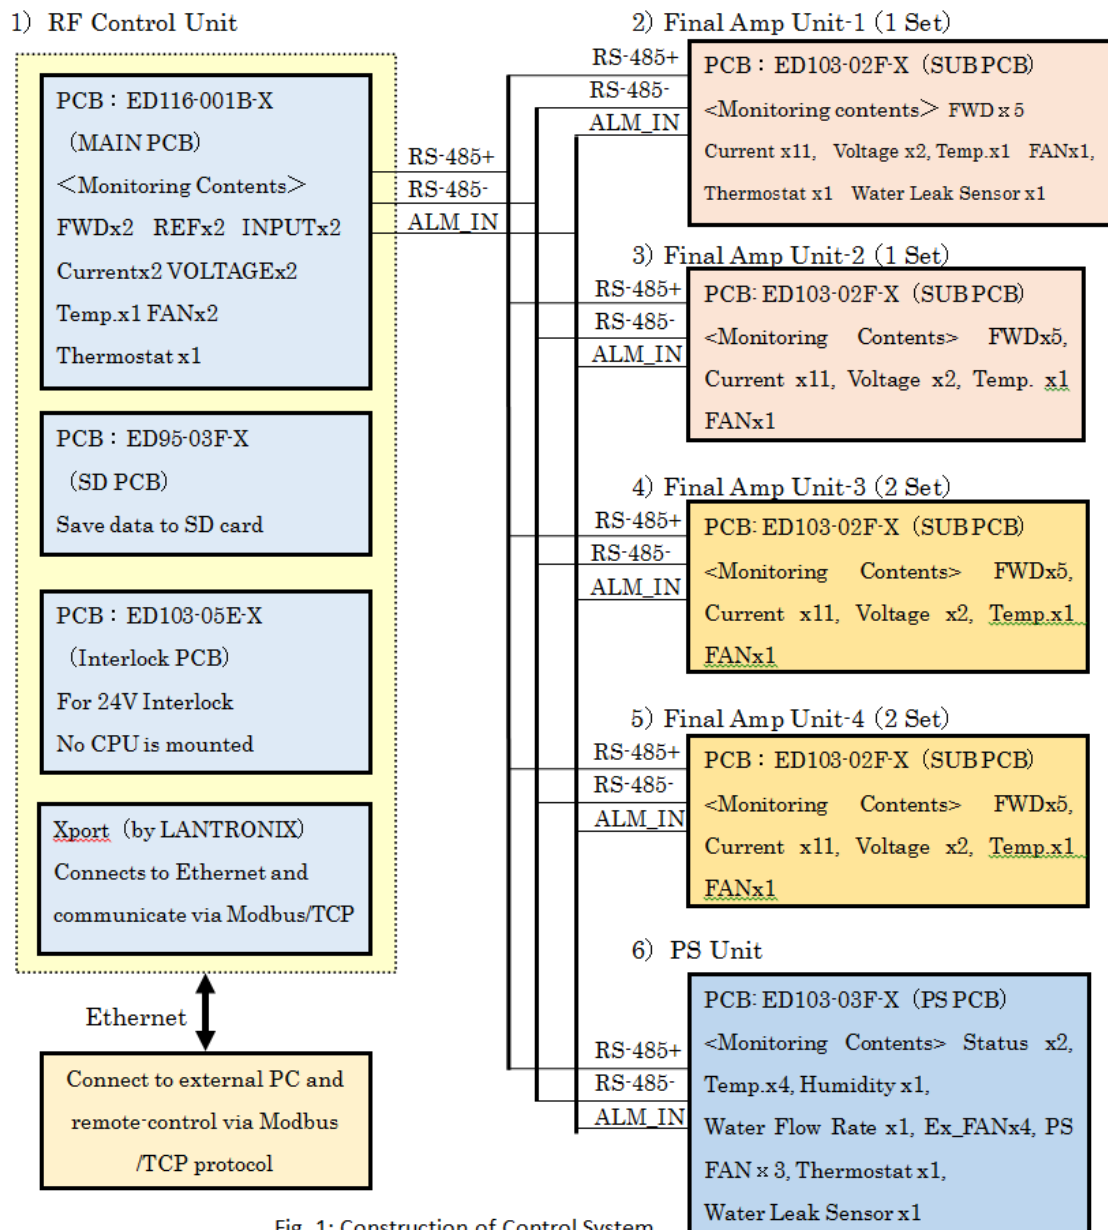 1) RF Control Unit
PCB : ED116-001B-X
(MAIN PCB)
<Monitoring Contents>
FWDx2 REFx2 INPUTx2
Currentx2 VOLTAGEx2
Temp.x1 FANx2
Thermostat x1
PCB : ED95-03F-X
(SD PCB)
Save data to SD card
PCB : ED103-05E-X
(Interlock PCB)
For 24V Interlock
No CPU is mounted
Xport (by LANTRONIX)
Connects to Ethernet and
communicate via Modbus/TCP
Ethernet
Connect to external PC and
remote-control via Modbus
/TCP protocol
RS-485+
RS-485-
ALM_IN
2) Final Amp Unit-1 (1 Set)
RS-485+
RS-485-
ALM_IN
PCB : ED103-02F-X (SUB PCB)
<Monitoring contents> FWD x 5
Current x11, Voltage x2, Temp.x1 FANx1,
Thermostat x1 Water Leak Sensor x1
3) Final Amp Unit-2 (1 Set)
RS-485+
RS-485-
ALM_IN
PCB: ED103-02F-X (SUB PCB)
<Monitoring Contents> FWDx5,
Current x11, Voltage x2, Temp. x1
FANx1
4) Final Amp Unit-3 (2 Set)
RS-485+
RS-485-
ALM_IN
PCB: ED103-02F-X (SUB PCB)
<Monitoring Contents> FWDx5,
Current x11, Voltage x2, Temp.x1
FANx1
5) Final Amp Unit-4 (2 Set)
RS-485+
RS-485-
ALM_IN
PCB : ED103-02F-X (SUB PCB)
<Monitoring Contents> FWDx5,
Current x11, Voltage x2, Temp.x1
FANx1
6) PS Unit
RS-485+
RS-485-
ALM_IN
PCB: ED103-03F-X (PS PCB)
<Monitoring Contents> Status x2,
Temp.x4, Humidity x1,
Water Flow Rate x1, Ex_FANx4, PS
FAN x 3, Thermostat x1,
Water Leak Sensor x1
Fig. 1: Construction of Control System